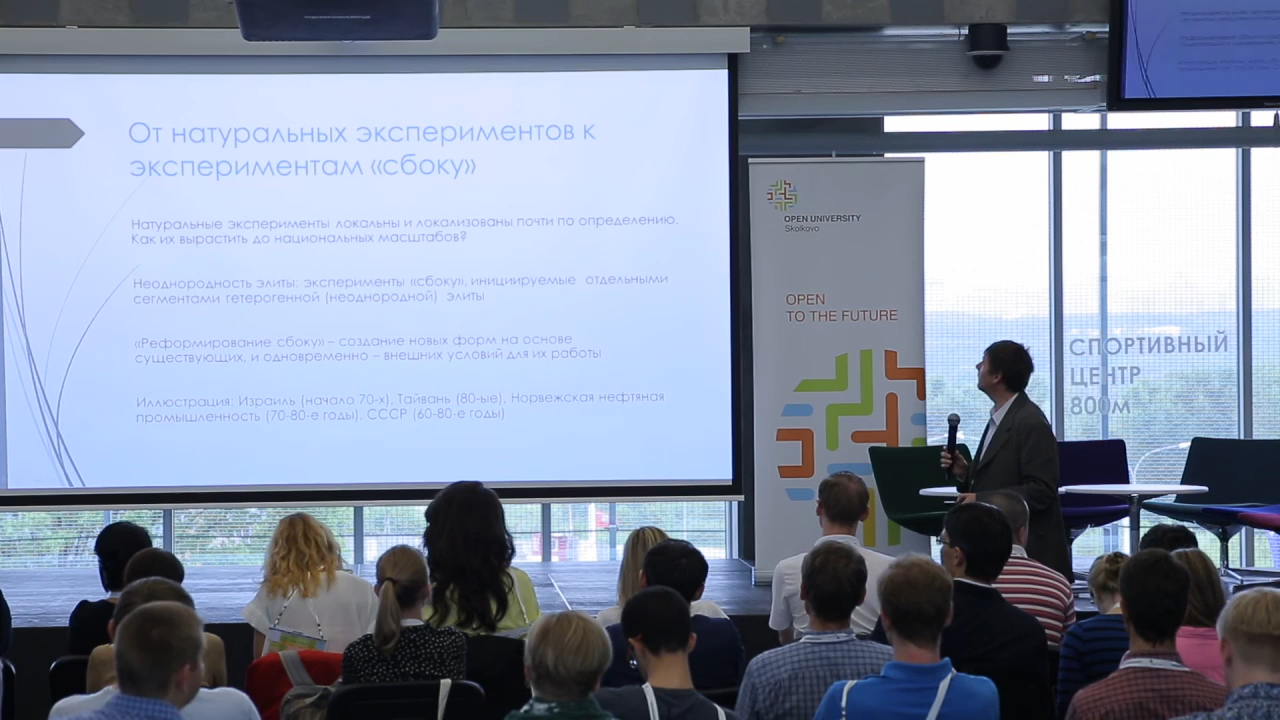 От натуральных экспериментов к
экспериментам «сбоку»
Натуральные эксперименты локальны и локализованы почти по определению.
Как их вырастить до национальных масштабов?
Неоднородность элиты: эксперименты «сбоку», инициируемые отдельными
сегментами гетерогенной (неоднородной) элиты
«Реформирование сбоку» – создание новых форм на основе
существующих, и одновременно – внешних условий для их работы
Иллюстрация: Израиль (начало 70-х), Тайвань (80-ые), Норвежская нефтяная
промышленность (70-80-е годы), СССР (60-80-е годы)
OPEN UNIVERSITY
Skolkovo
OPEN
TO THE FUTURE
СПОРТИВНЫЙ
ЦЕНТР
800м